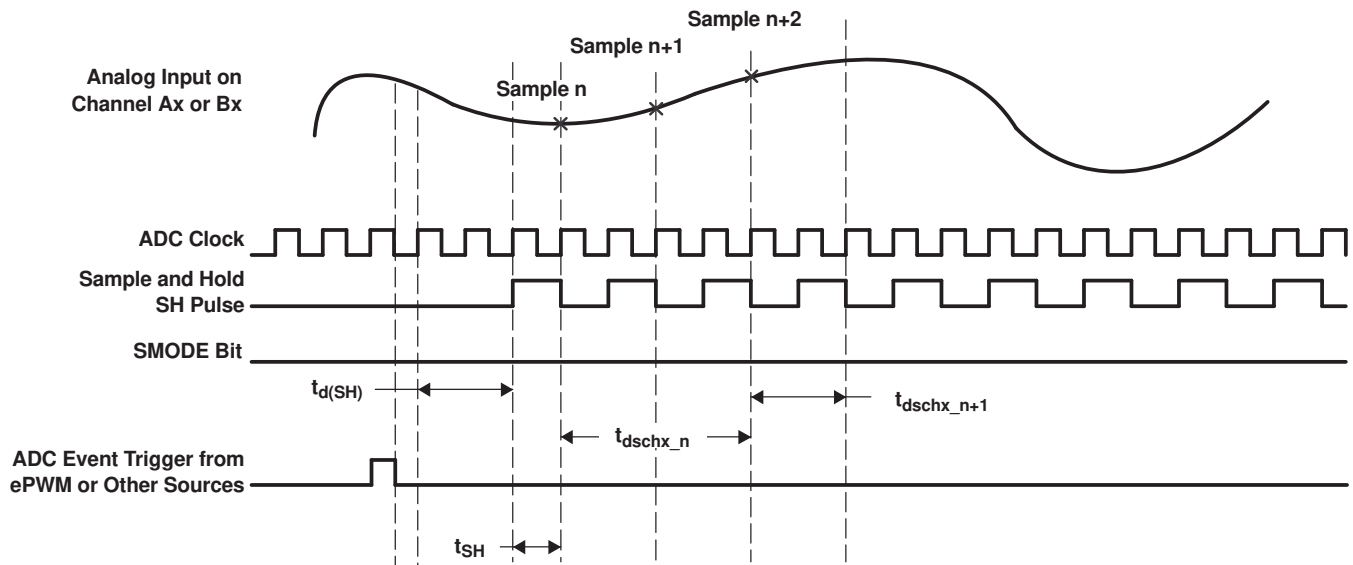 Sample n+2
Sample n+1
Analog Input on
Channel Ax or Bx
Sample n
ADC Clock
Sample and Hold
SH Pulse
SMODE Bit
td(SH)
tdschx_n+1
tdschx_n
ADC Event Trigger from
ePWM or Other Sources
tSH